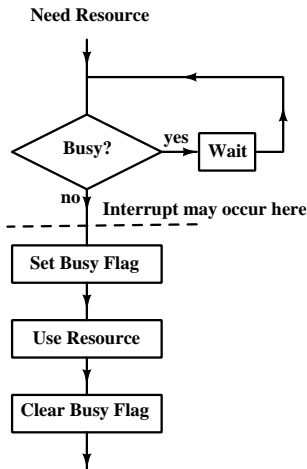 Need Resource
Busy?
yes
Wait
no
Interrupt may occur here
Set Busy Flag
Use Resource
Clear Busy Flag